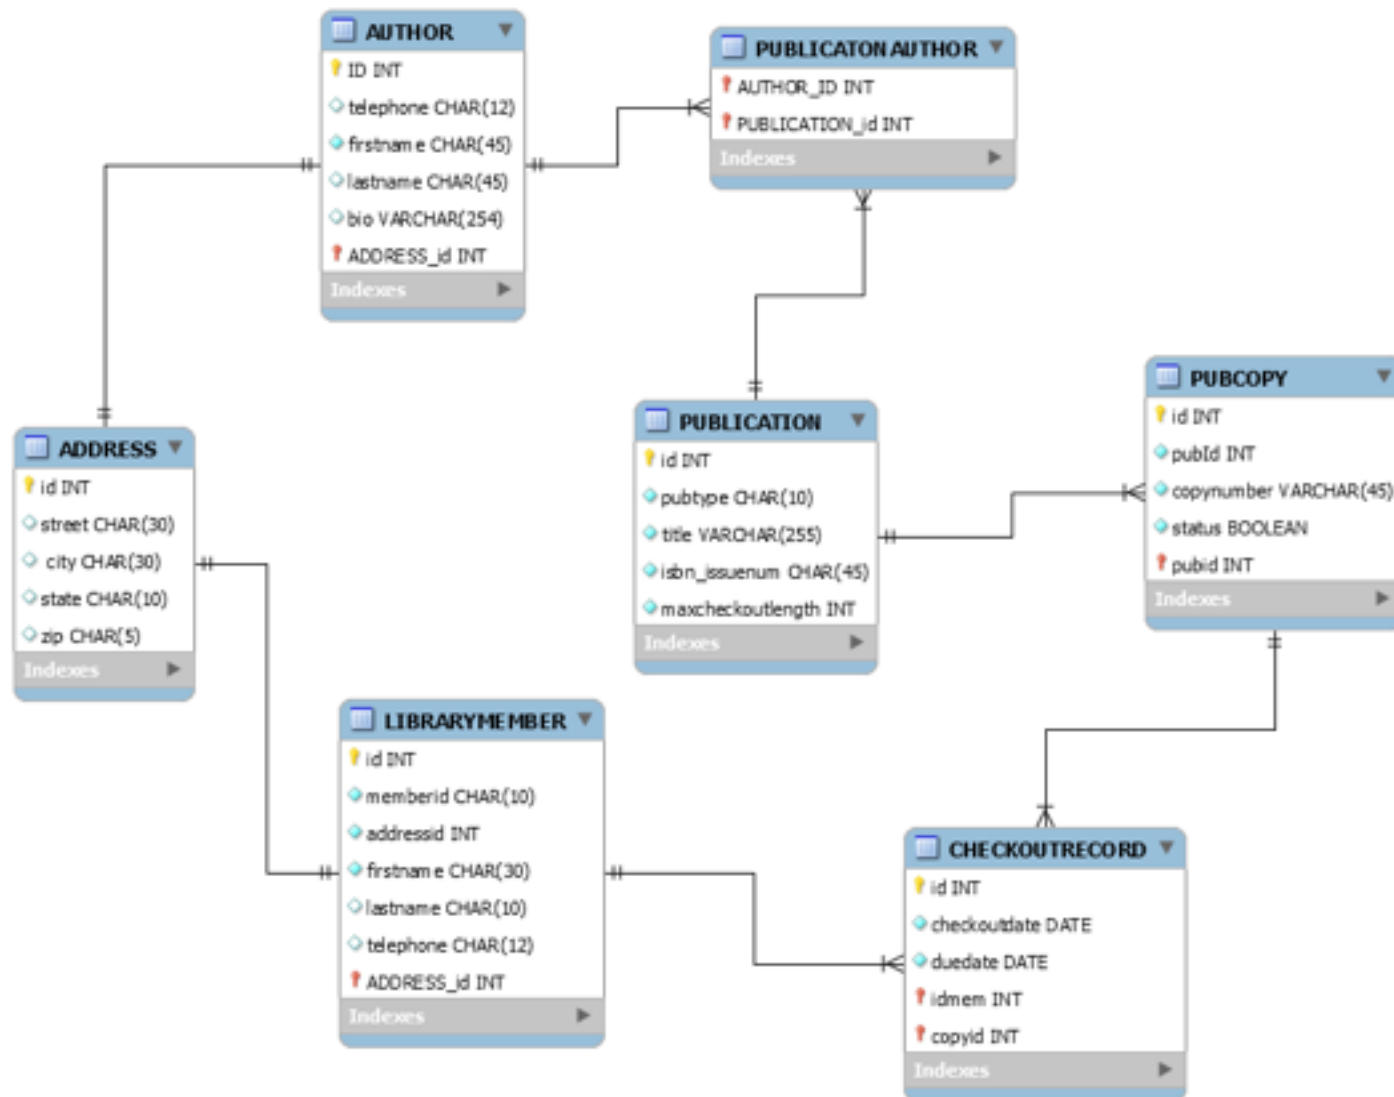 AUTHOR
ID INT
telephone CHAR(12)
firstname CHAR(45)
lastname CHAR(45)
bio VARCHAR(254)
ADDRESS_id INT
Indexes
PUBLICATONAUTHOR
AUTHOR_ID INT
PUBLICATION_id INT
Indexes
ADDRESS
id INT
street CHAR(30)
city CHAR(30)
state CHAR(10)
zip CHAR(5)
Indexes
PUBLICATION
id INT
pubtype CHAR(10)
title VARCHAR(255)
isbn_issuenum CHAR(45)
maxcheckoutlength INT
Indexes
PUBCOPY
id INT
pubId INT
copynumber VARCHAR(45)
status BOOLEAN
pubid INT
Indexes
LIBRARYMEMBER
id INT
memberid CHAR(10)
addressid INT
firstname CHAR(30)
lastname CHAR(10)
telephone CHAR(12)
ADDRESS_id INT
Indexes
CHECKOUTRECORD
id INT
checkoutdate DATE
duedate DATE
idmem INT
copyid INT
Indexes